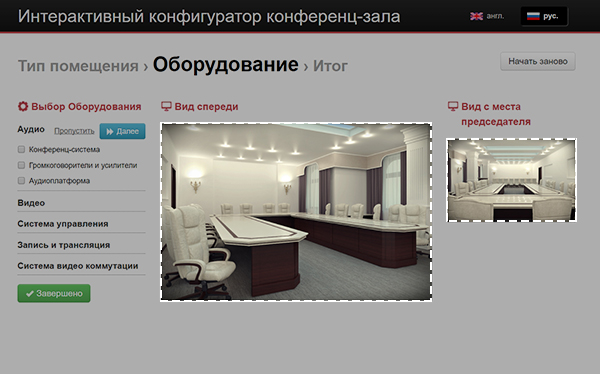 Интерактивный конфигуратор конференц-зала
англ.
рус.
Тип помещения › Оборудование › Итог
Начать заново
Выбор Оборудования
Аудио
Пропустить
Далее
Конференц-система
Громкоговорители и усилители
Аудиоплатформа
Видео
Система управления
Запись и трансляция
Система видео коммутации
Завершено
Вид спереди
Вид с места
председателя